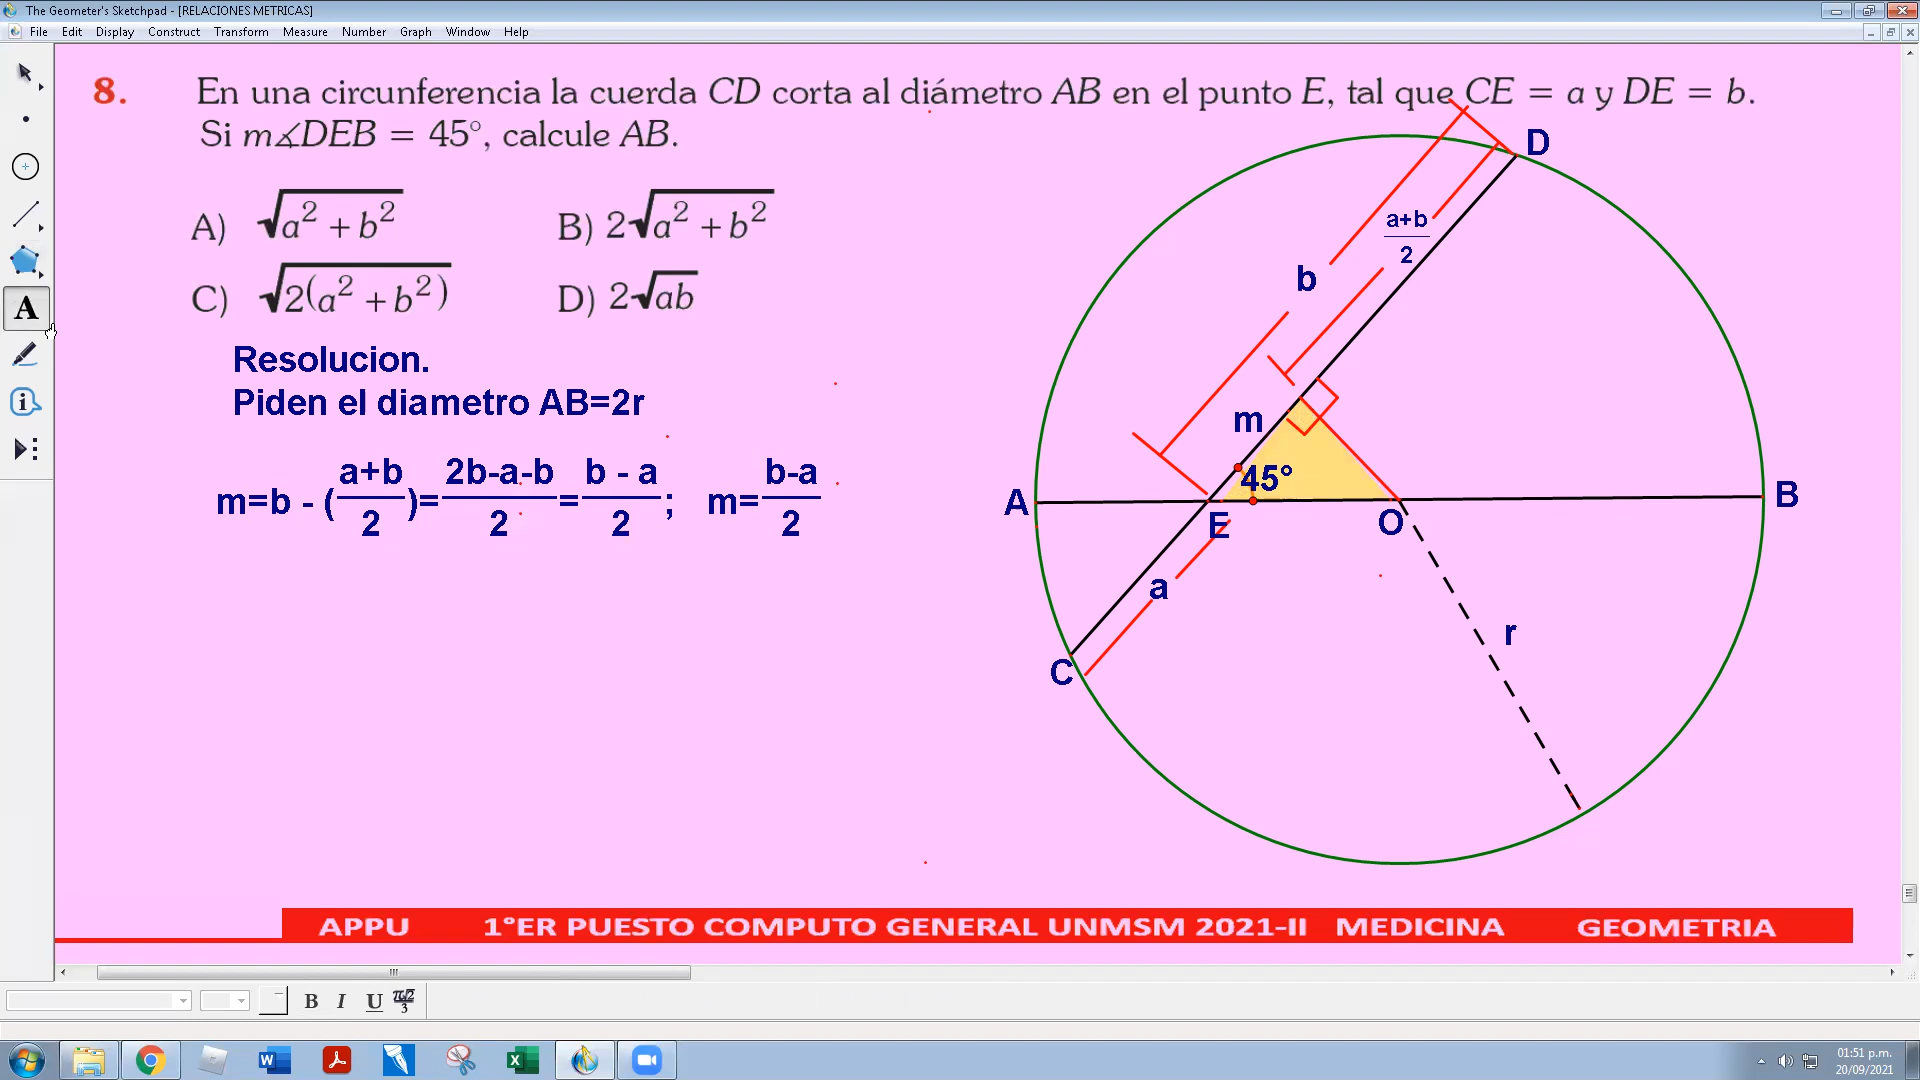 The Geometer's Sketchpad - [RELACIONES METRICAS]
File Edit Display Construct Transform Measure Number Graph Window Help
8. En una circunferencia la cuerda CD corta al diámetro AB en el punto E, tal que CE = a y DE = b.
Si m∡DEB = 45°, calcule AB.
A) √(a² + b²) B) 2√(a² + b²)
C) √(2(a² + b²)) D) 2√(ab)
Resolucion.
Piden el diametro AB=2r
m=b - (a+b/2)=2b-a-b/2=b - a/2; m=b-a/2
D
a+b
2
b
m
45°
A
B
E
O
a
r
C
APPU 1°ER PUESTO COMPUTO GENERAL UNMSM 2021-II MEDICINA GEOMETRIA
B I U
01:51 p.m.
20/09/2021